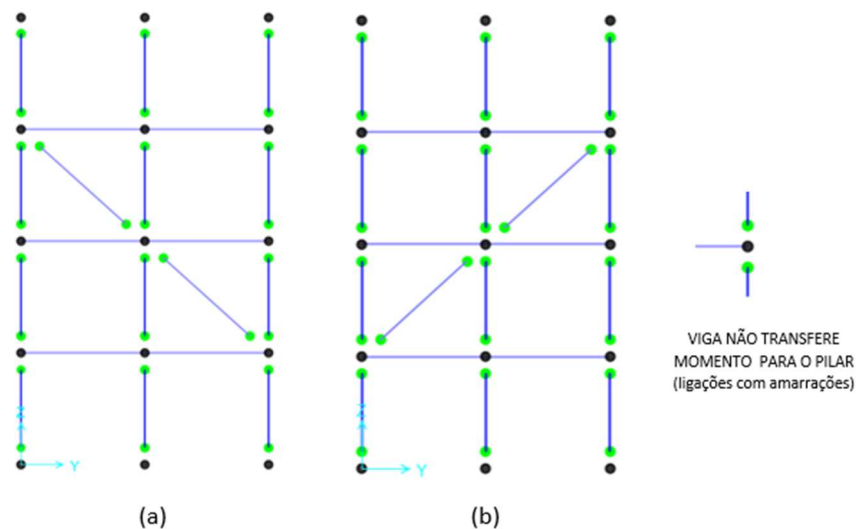 Z
Y
(a)
Z
Y
(b)
VIGA NÃO TRANSFERE
MOMENTO PARA O PILAR
(ligações com amarrações)